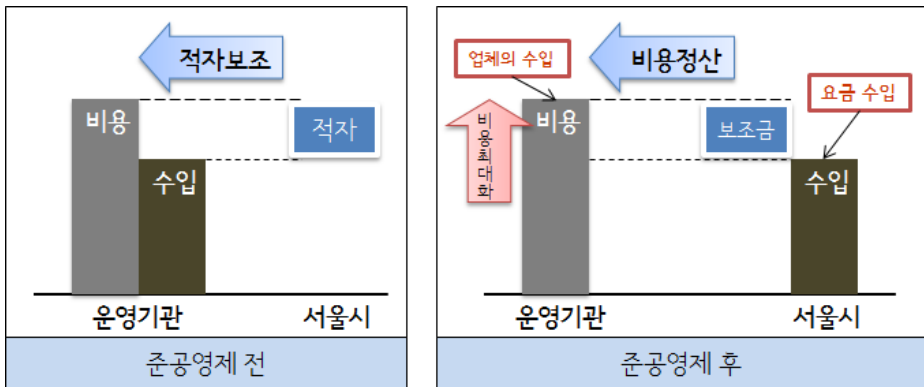 적자보조
비용
적자
수입
운영기관
서울시
준공영제 전
업체의 수입
비용정산
요금 수입
비용최대화
비용
보조금
수입
운영기관
서울시
준공영제 후